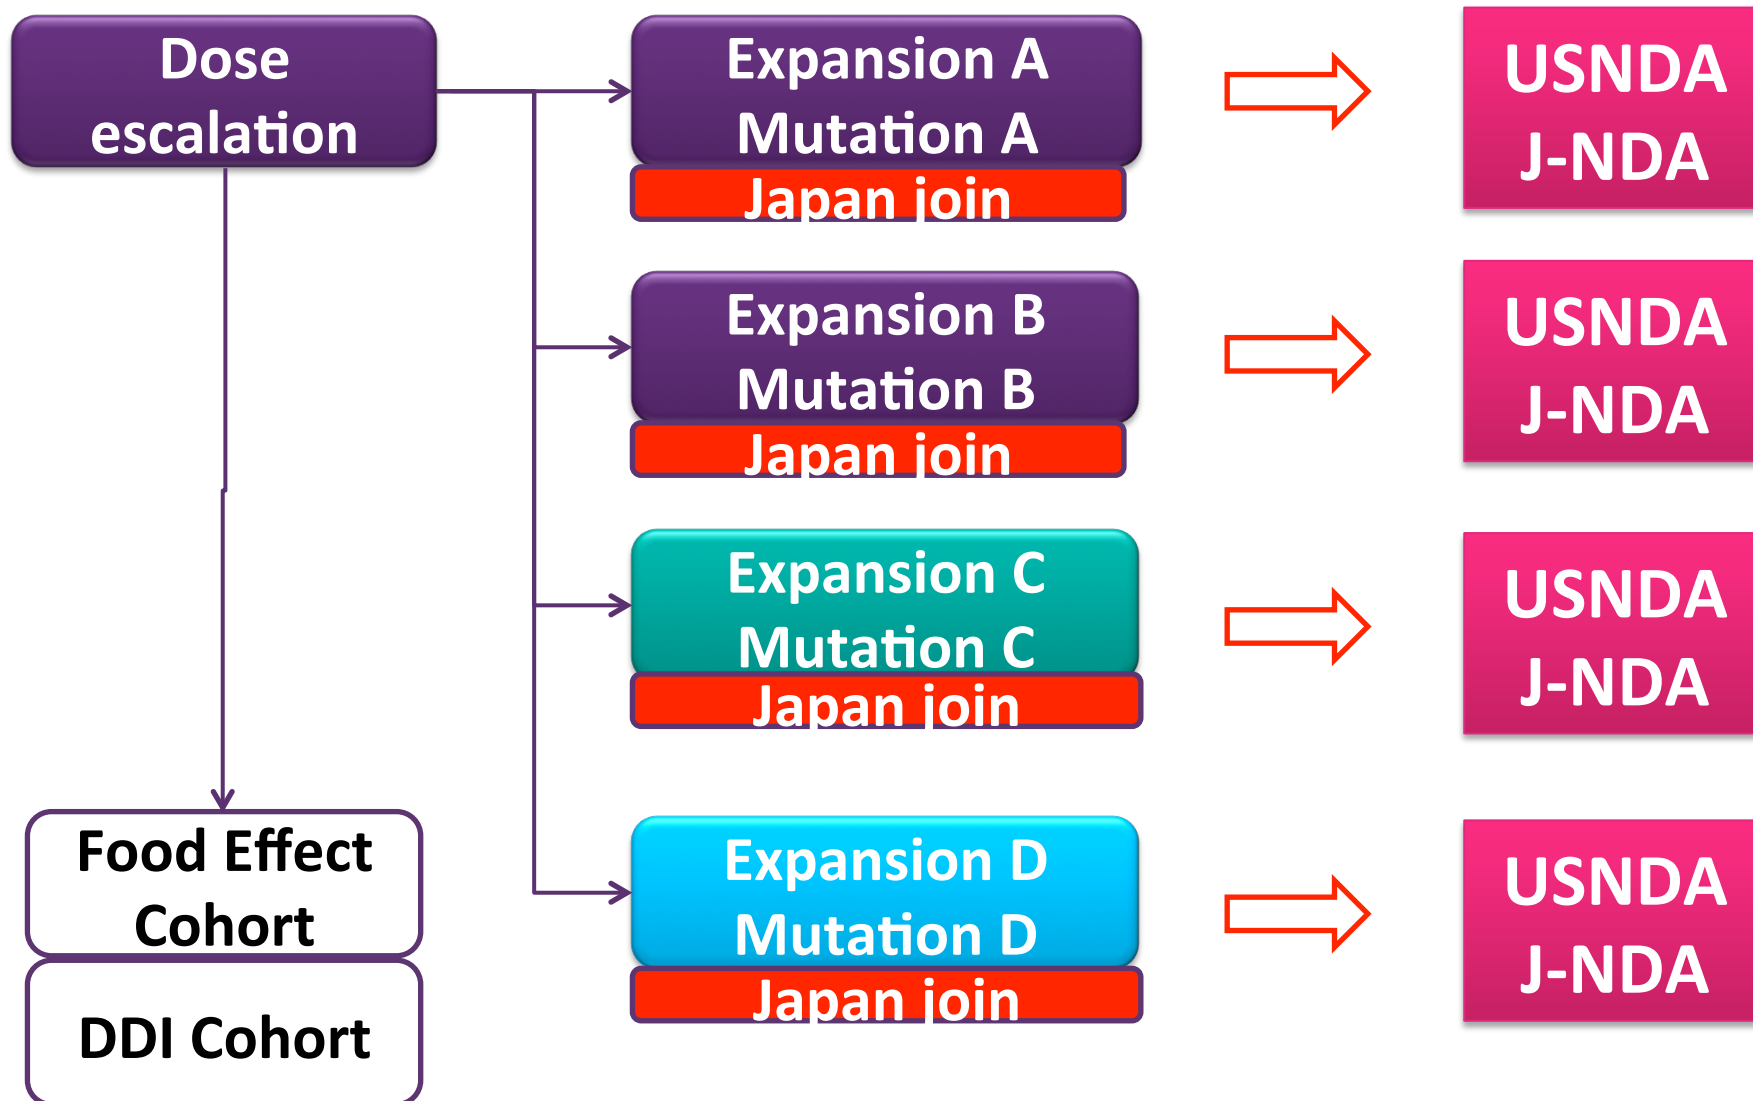 Dose
escalation
Expansion A
Mutation A
Japan join
USNDA
J-NDA
Expansion B
Mutation B
Japan join
USNDA
J-NDA
Expansion C
Mutation C
Japan join
USNDA
J-NDA
Food Effect
Cohort
DDI Cohort
Expansion D
Mutation D
Japan join
USNDA
J-NDA